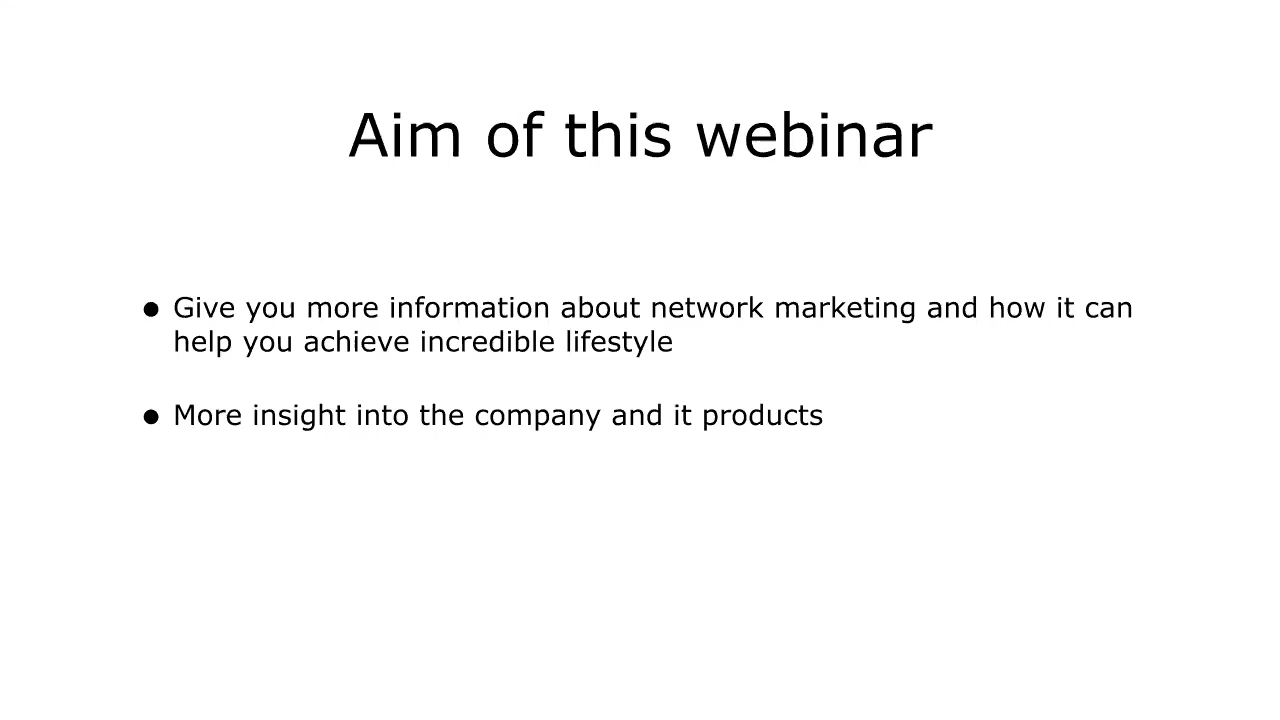 Aim of this webinar
• Give you more information about network marketing and how it can
help you achieve incredible lifestyle
• More insight into the company and it products